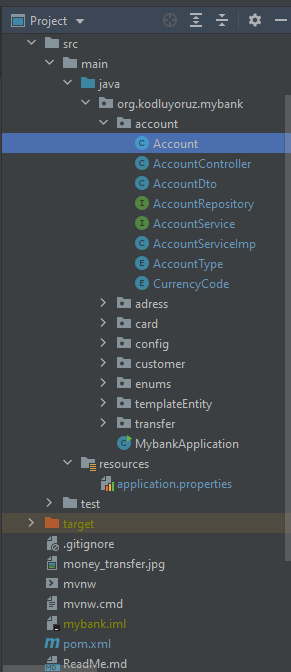 Project
src
main
java
org.kodluyoruz.mybank
account
Account
AccountController
AccountDto
AccountRepository
AccountService
AccountServiceImp
AccountType
CurrencyCode
adress
card
config
customer
enums
templateEntity
transfer
MybankApplication
resources
application.properties
test
target
.gitignore
money_transfer.jpg
mvnw
mvnw.cmd
mybank.iml
pom.xml
ReadMe.md